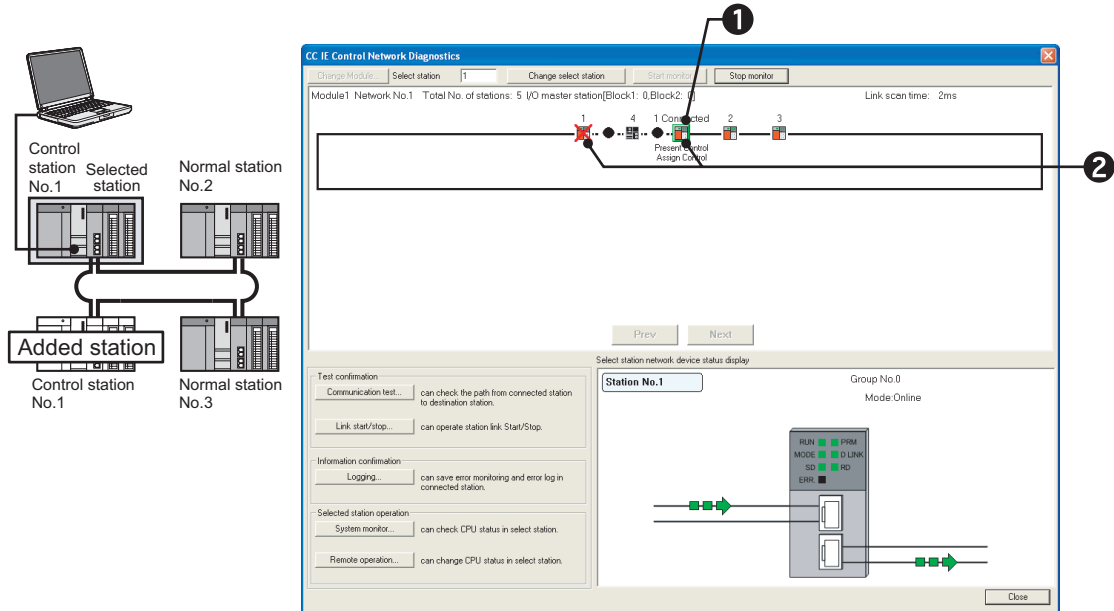 Control
station
No.1
Selected
station
Normal station
No.2
Added station
Control station
No.1
Normal station
No.3
1
2
CC IE Control Network Diagnostics
Change Module... Select station 1 Change select station Start monitor Stop monitor
Module1 Network No.1 Total No. of stations: 5 I/O master station[Block1: 0,Block2: 0] Link scan time: 2ms
1 4 1 Connected 2 3
Present Control
Assign Control
Prev Next
Select station network device status display
Test confirmation
Communication test... can check the path from connected station
to destination station.
Link start/stop... can operate station link Start/Stop.
Information confirmation
Logging... can save error monitoring and error log in
connected station.
Selected station operation
System monitor... can check CPU status in select station.
Remote operation... can change CPU status in select station.
Station No.1 Group No.0
Mode:Online
RUN PRM
MODE D LINK
SD RD
ERR.
Close